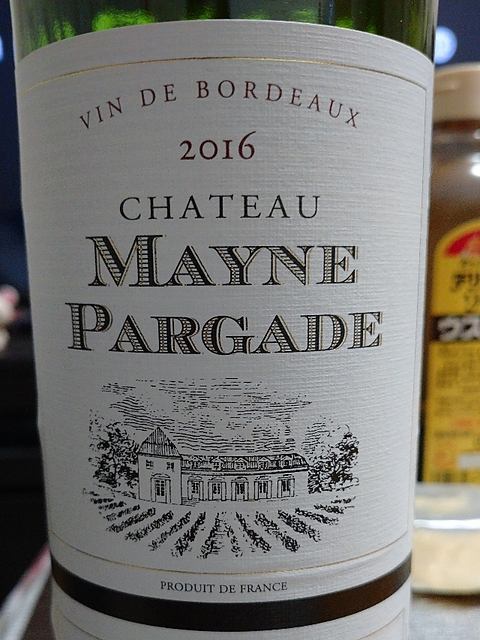 VIN DE BORDEAUX
2016
CHATEAU
MAYNE
PARGADE
PRODUIT DE FRANCE